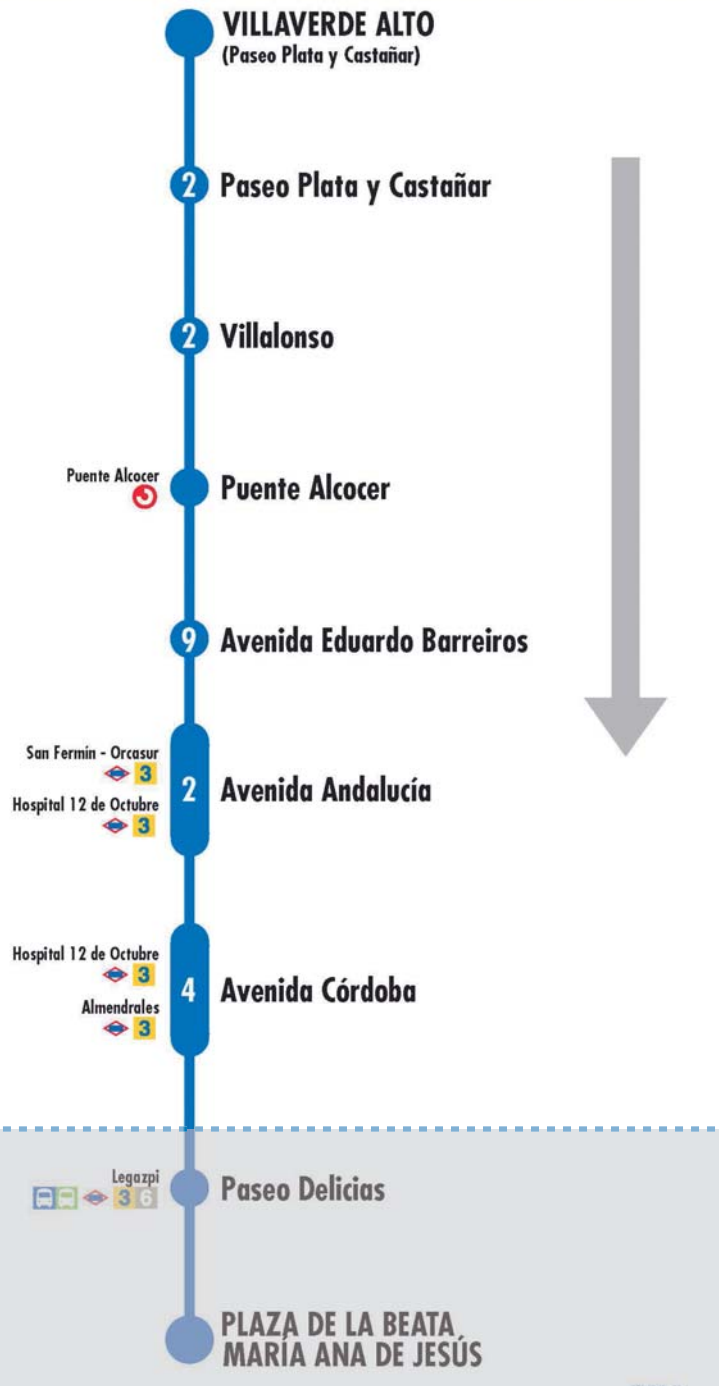 VILLAVERDE ALTO
(Paseo Plata y Castañar)
2 Paseo Plata y Castañar
2 Villalonso
Puente Alcocer
Puente Alcocer
9 Avenida Eduardo Barreiros
San Fermín - Orcasur
3
Hospital 12 de Octubre
3
2 Avenida Andalucía
Hospital 12 de Octubre
3
Almendrales
3
4 Avenida Córdoba
Legazpi
3 6
Paseo Delicias
PLAZA DE LA BEATA
MARÍA ANA DE JESÚS